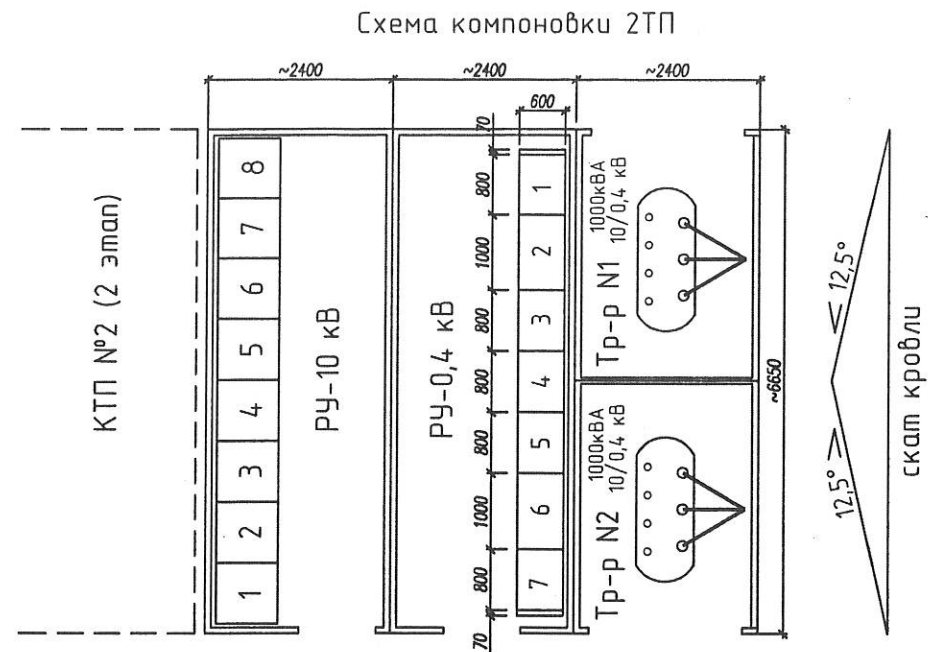 Схема компоновки 2ТП
~2400
~2400
~2400
600
КТП №2 (2 этап)
8
7
6
5
4
3
2
1
РУ-10 кВ
РУ-0,4 кВ
70
800
1000
800
800
800
1000
800
70
1
2
3
4
5
6
7
Тр-р N1
1000кВА
10/0,4 кВ
Тр-р N2
1000кВА
10/0,4 кВ
~6650
12,5° >
< 12,5°
скат кровли